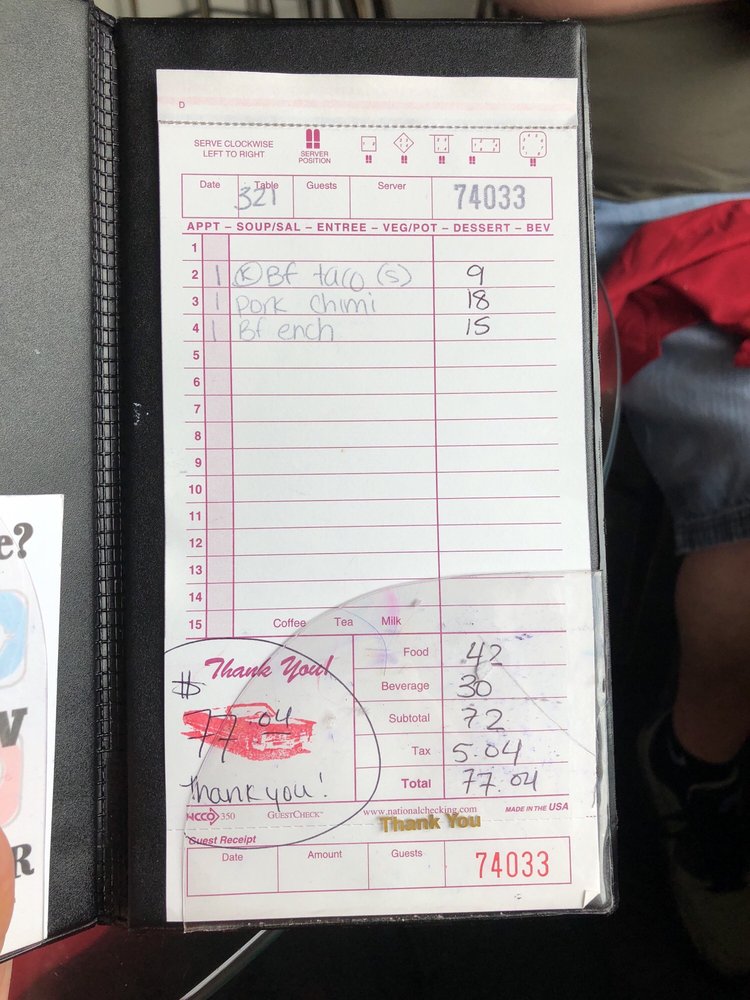 D
SERVE CLOCKWISE
LEFT TO RIGHT
SERVER
POSITION
Date Table Guests Server
321 74033
APPT – SOUP/SAL – ENTREE – VEG/POT – DESSERT – BEV
1
2 1 (K) Bf taco (s) 9
3 1 Pork chimi 18
4 1 Bf ench 15
5
6
7
8
9
10
11
12
13
14
15 Coffee Tea Milk
Thank You!
$ 77.04
Thank you!
Food 42
Beverage 30
Subtotal 72
Tax 5.04
Total 77.04
NCCO 350 GUESTCHECK™ www.nationalchecking.com MADE IN THE USA
Thank You
Guest Receipt
Date Amount Guests 74033
e?
W
R